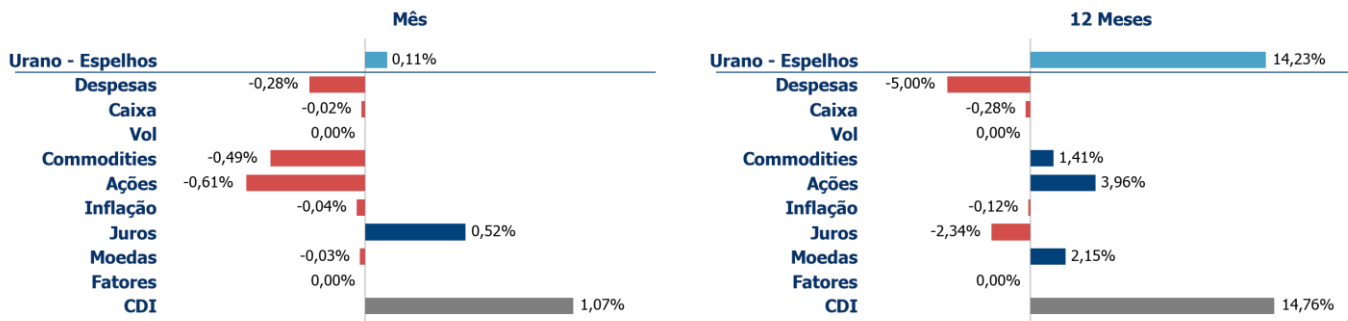 Mês
Urano - Espelhos 0,11%
Despesas -0,28%
Caixa -0,02%
Vol 0,00%
Commodities -0,49%
Ações -0,61%
Inflação -0,04%
Juros 0,52%
Moedas -0,03%
Fatores 0,00%
CDI 1,07%
12 Meses
Urano - Espelhos 14,23%
Despesas -5,00%
Caixa -0,28%
Vol 0,00%
Commodities 1,41%
Ações 3,96%
Inflação -0,12%
Juros -2,34%
Moedas 2,15%
Fatores 0,00%
CDI 14,76%